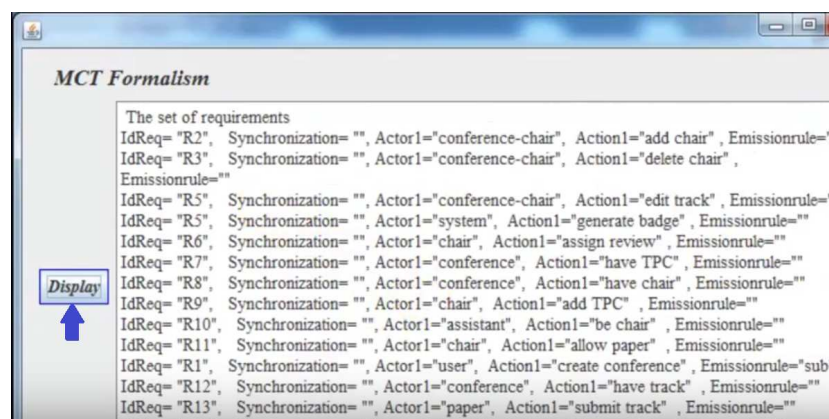 MCT Formalism
The set of requirements
IdReq= "R2", Synchronization= "", Actor1="conference-chair", Action1="add chair" , Emissionrule="
IdReq= "R3", Synchronization= "", Actor1="conference-chair", Action1="delete chair" ,
Emissionrule=""
IdReq= "R5", Synchronization= "", Actor1="conference-chair", Action1="edit track" , Emissionrule="
IdReq= "R5", Synchronization= "", Actor1="system", Action1="generate badge" , Emissionrule=""
IdReq= "R6", Synchronization= "", Actor1="chair", Action1="assign review" , Emissionrule=""
IdReq= "R7", Synchronization= "", Actor1="conference", Action1="have TPC" , Emissionrule=""
Display
IdReq= "R8", Synchronization= "", Actor1="conference", Action1="have chair" , Emissionrule=""
IdReq= "R9", Synchronization= "", Actor1="chair", Action1="add TPC" , Emissionrule=""
IdReq= "R10", Synchronization= "", Actor1="assistant", Action1="be chair" , Emissionrule=""
IdReq= "R11", Synchronization= "", Actor1="chair", Action1="allow paper" , Emissionrule=""
IdReq= "R1", Synchronization= "", Actor1="user", Action1="create conference" , Emissionrule="sub
IdReq= "R12", Synchronization= "", Actor1="conference", Action1="have track" , Emissionrule=""
IdReq= "R13", Synchronization= "", Actor1="paper", Action1="submit track" , Emissionrule=""